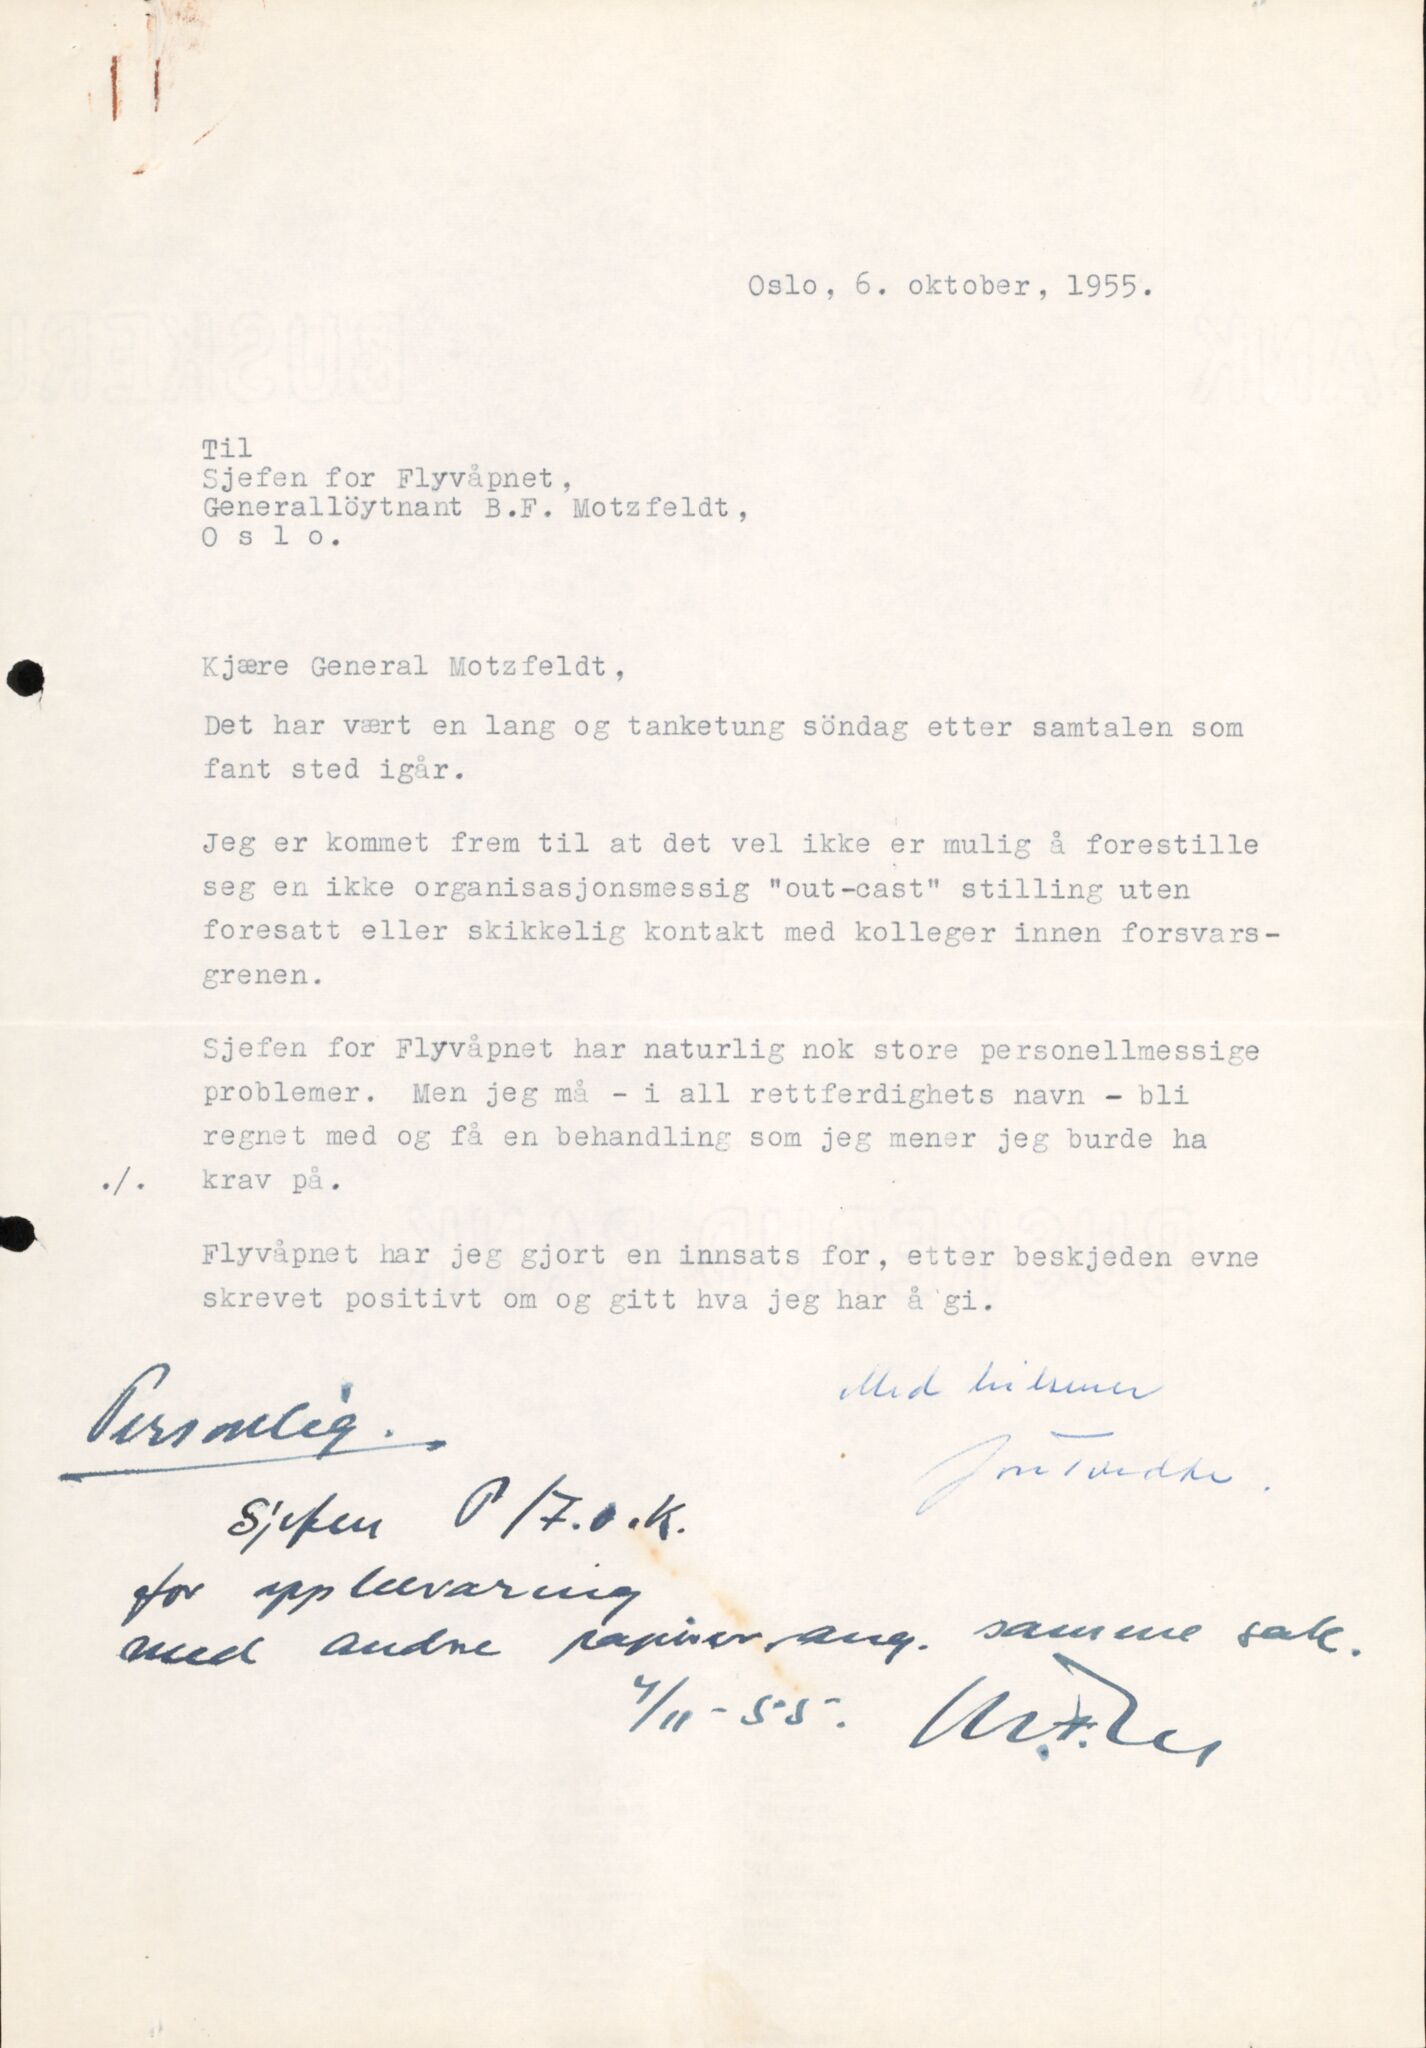 Oslo, 6. oktober, 1955.
Til
Sjefen for Flyvåpnet,
Generallöytnant B.F. Motzfeldt,
O s l o.
Kjære General Motzfeldt,
Det har vært en lang og tanketung söndag etter samtalen som
fant sted igår.
Jeg er kommet frem til at det vel ikke er mulig å forestille
seg en ikke organisasjonsmessig "out-cast" stilling uten
foresatt eller skikkelig kontakt med kolleger innen forsvars-
grenen.
Sjefen for Flyvåpnet har naturlig nok store personellmessige
problemer. Men jeg må - i all rettferdighets navn - bli
regnet med og få en behandling som jeg mener jeg burde ha
./. krav på.
Flyvåpnet har jeg gjort en innsats for, etter beskjeden evne
skrevet positivt om og gitt hva jeg har å gi.
Med hilsener
Personlig.
Sjefen P/F.O.K.
for oppbevaring
med andre papirer ang. samme sak.
/11-55.